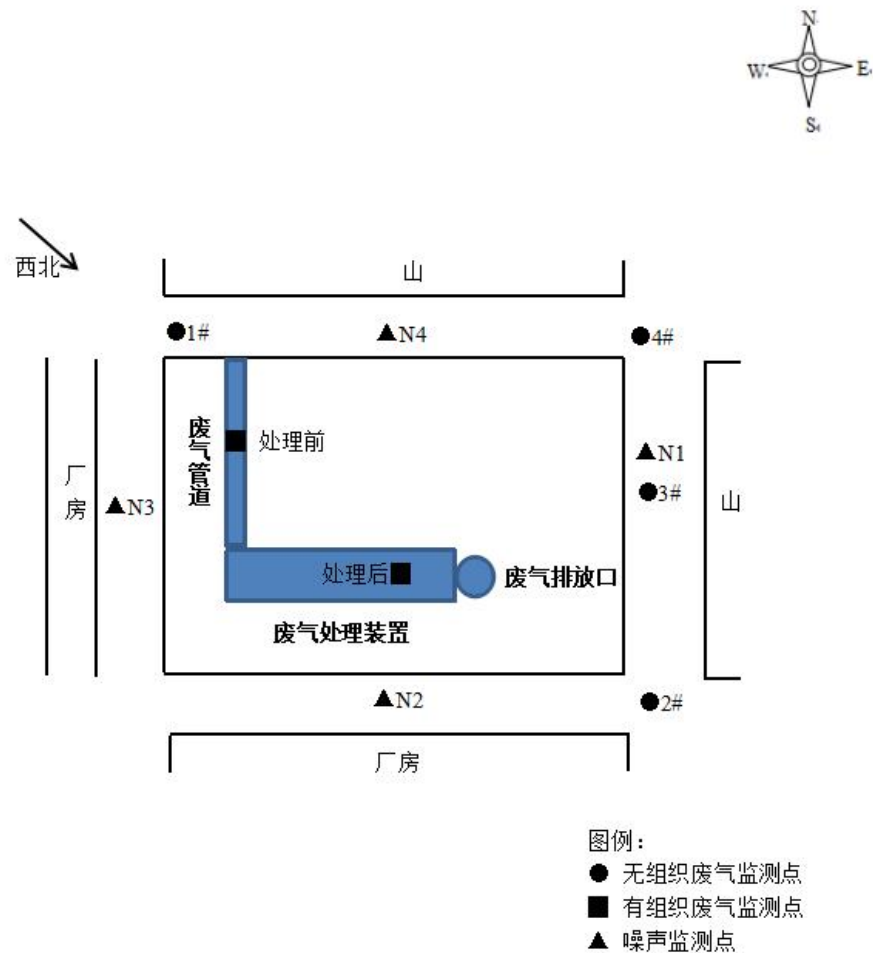 N
W
E
S
西北
山
1#
N4
4#
废气管道
处理前
N1
厂房
N3
3#
山
处理后
废气排放口
废气处理装置
N2
2#
厂房
图例：
无组织废气监测点
有组织废气监测点
噪声监测点